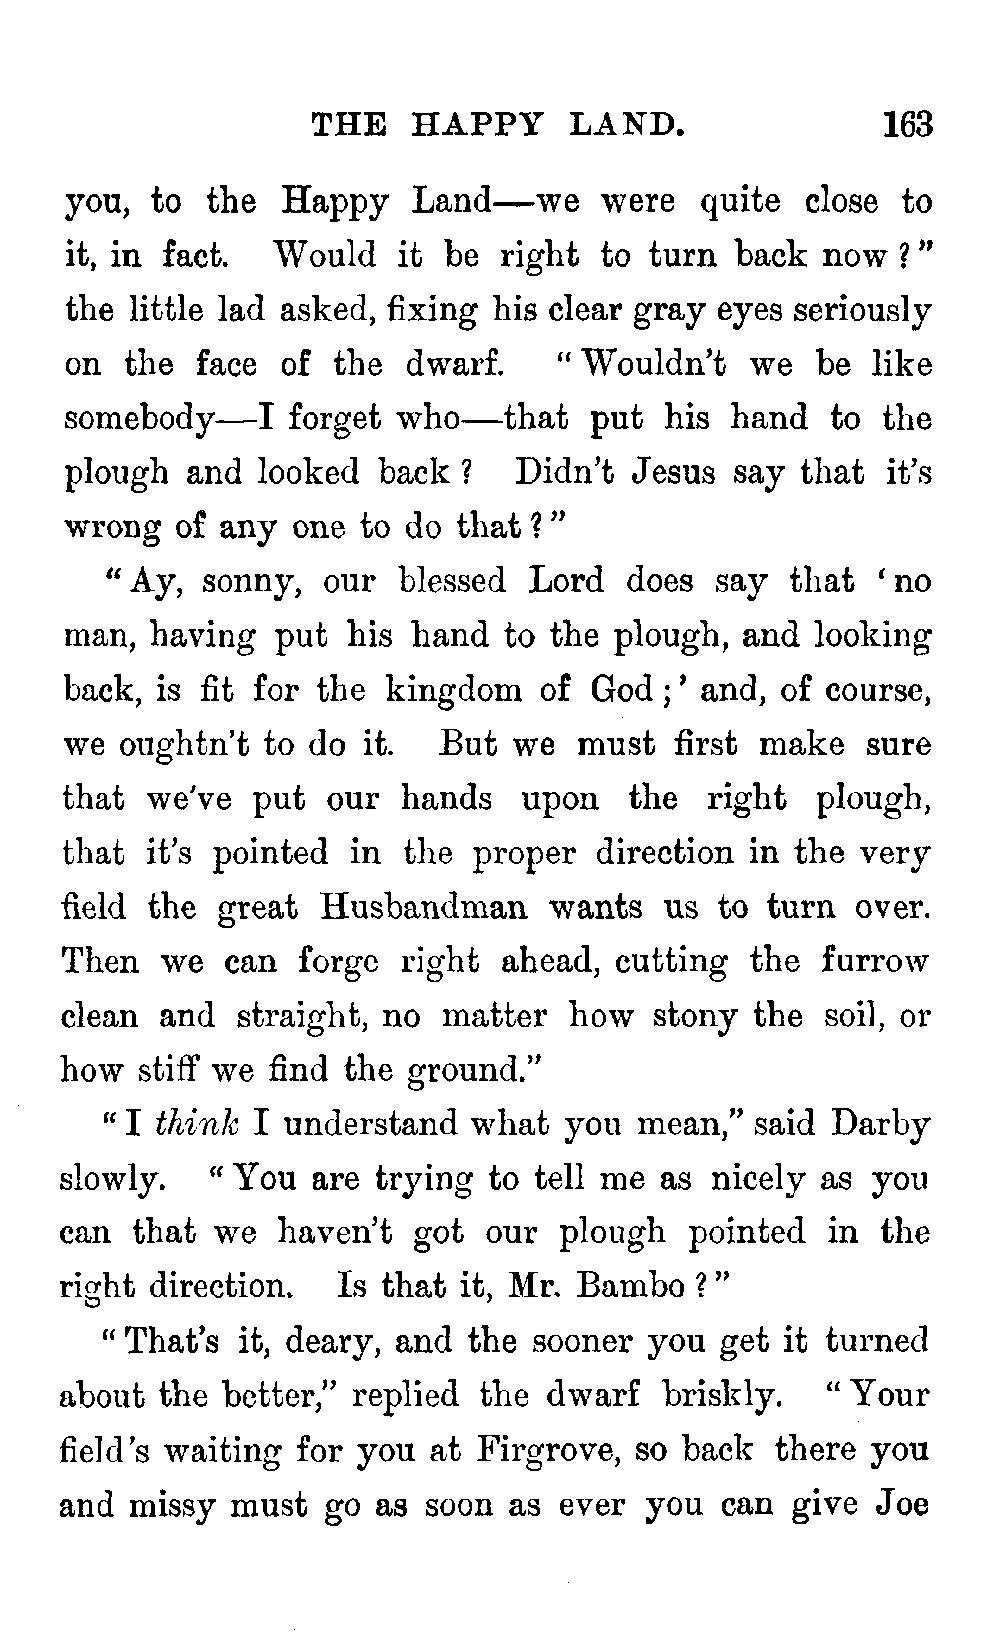 THE HAPPY LAND. 163
you, to the Happy Land—we were quite close to
it, in fact. Would it be right to turn back now?"
the little lad asked, fixing his clear gray eyes seriously
on the face of the dwarf. "Wouldn't we be like
somebody—I forget who—that put his hand to the
plough and looked back? Didn't Jesus say that it's
wrong of any one to do that?"
"Ay, sonny, our blessed Lord does say that 'no
man, having put his hand to the plough, and looking
back, is fit for the kingdom of God;' and, of course,
we oughtn't to do it. But we must first make sure
that we've put our hands upon the right plough,
that it's pointed in the proper direction in the very
field the great Husbandman wants us to turn over.
Then we can forge right ahead, cutting the furrow
clean and straight, no matter how stony the soil, or
how stiff we find the ground."
"I think I understand what you mean," said Darby
slowly. "You are trying to tell me as nicely as you
can that we haven't got our plough pointed in the
right direction. Is that it, Mr. Bambo?"
"That's it, deary, and the sooner you get it turned
about the better," replied the dwarf briskly. "Your
field's waiting for you at Firgrove, so back there you
and missy must go as soon as ever you can give Joe